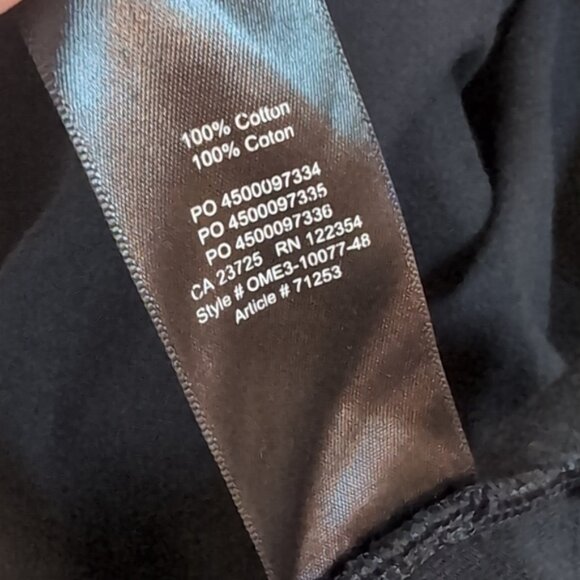 100% Cotton
100% Coton
PO 4500097334
PO 4500097335
PO 4500097336
CA 23725 RN 122354
Style # OME3-10077-48
Article # 71253